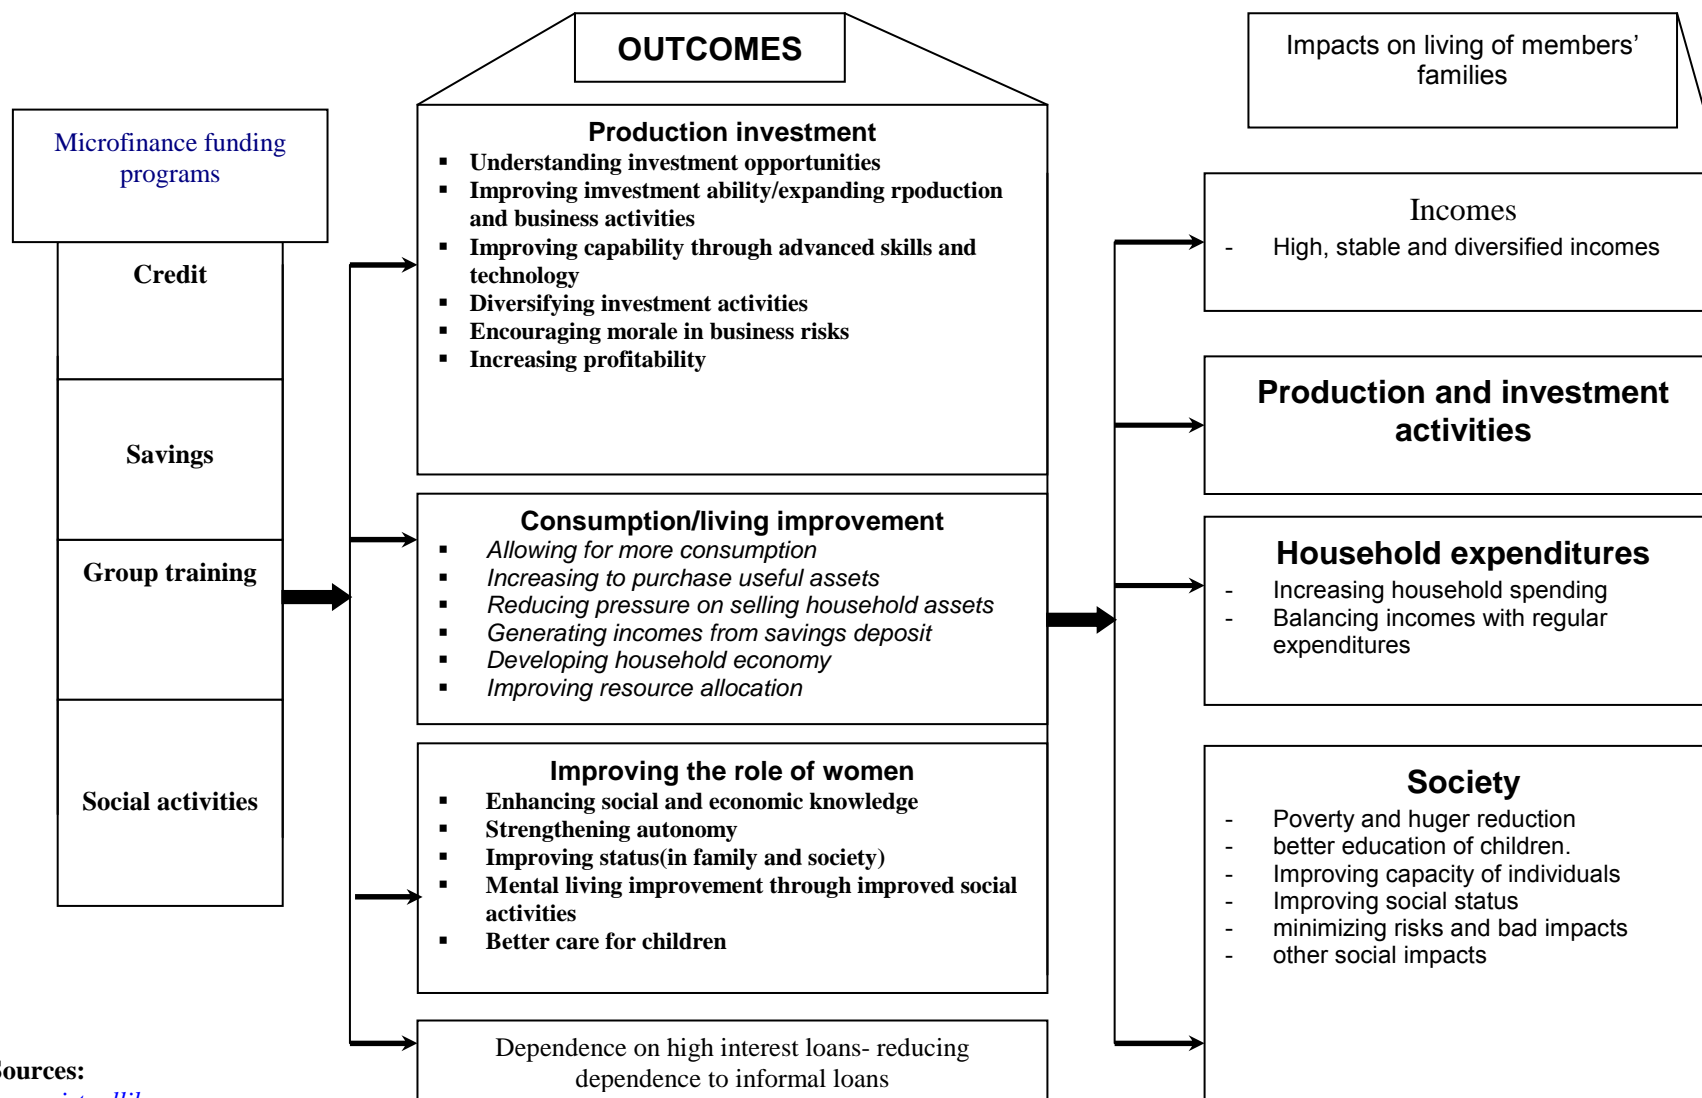 OUTCOMES
Impacts on living of members’
families
Microfinance funding
programs
Credit
Savings
Group training
Social activities
Production investment
▪ Understanding investment opportunities
▪ Improving imvestment ability/expanding rpoduction
and business activities
▪ Improving capability through advanced skills and
technology
▪ Diversifying investment activities
▪ Encouraging morale in business risks
▪ Increasing profitability
Consumption/living improvement
▪ Allowing for more consumption
▪ Increasing to purchase useful assets
▪ Reducing pressure on selling household assets
▪ Generating incomes from savings deposit
▪ Developing household economy
▪ Improving resource allocation
Improving the role of women
▪ Enhancing social and economic knowledge
▪ Strengthening autonomy
▪ Improving status(in family and society)
▪ Mental living improvement through improved social
activities
▪ Better care for children
Dependence on high interest loans- reducing
dependence to informal loans
Incomes
- High, stable and diversified incomes
Production and investment
activities
Household expenditures
- Increasing household spending
- Balancing incomes with regular
expenditures
Society
- Poverty and huger reduction
- better education of children.
- Improving capacity of individuals
- Improving social status
- minimizing risks and bad impacts
- other social impacts
Sources: